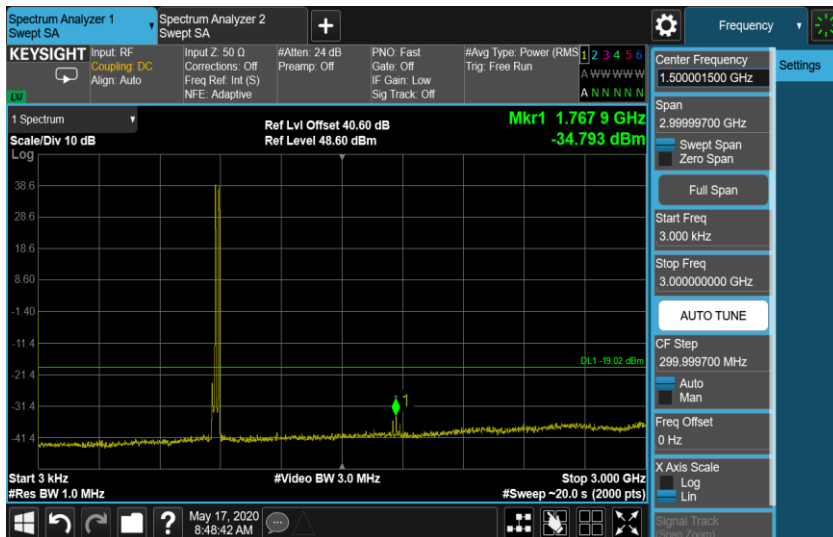 Spectrum Analyzer 1
Swept SA
Spectrum Analyzer 2
Swept SA
+
Frequency
KEYSIGHT
LXI
Input: RF
Coupling: DC
Align: Auto
Input Z: 50 Ω
Corrections: Off
Freq Ref: Int (S)
NFE: Adaptive
#Atten: 24 dB
Preamp: Off
PNO: Fast
Gate: Off
IF Gain: Low
Sig Track: Off
#Avg Type: Power (RMS
Trig: Free Run
1 2 3 4 5 6
A W W W W W
A N N N N N
1 Spectrum
Scale/Div 10 dB
Log
Ref Lvl Offset 40.60 dB
Ref Level 48.60 dBm
Mkr1 1.767 9 GHz
-34.793 dBm
38.6
28.6
18.6
8.60
-1.40
-11.4
-21.4
-31.4
-41.4
DL1 -19.02 dBm
1
Start 3 kHz
#Res BW 1.0 MHz
#Video BW 3.0 MHz
Stop 3.000 GHz
#Sweep ~20.0 s (2000 pts)
Center Frequency
1.500001500 GHz
Settings
Span
2.99999700 GHz
Swept Span
Zero Span
Full Span
Start Freq
3.000 kHz
Stop Freq
3.000000000 GHz
AUTO TUNE
CF Step
299.999700 MHz
Auto
Man
Freq Offset
0 Hz
X Axis Scale
Log
Lin
Signal Track
(Span Zoom)
?
May 17, 2020
8:48:42 AM